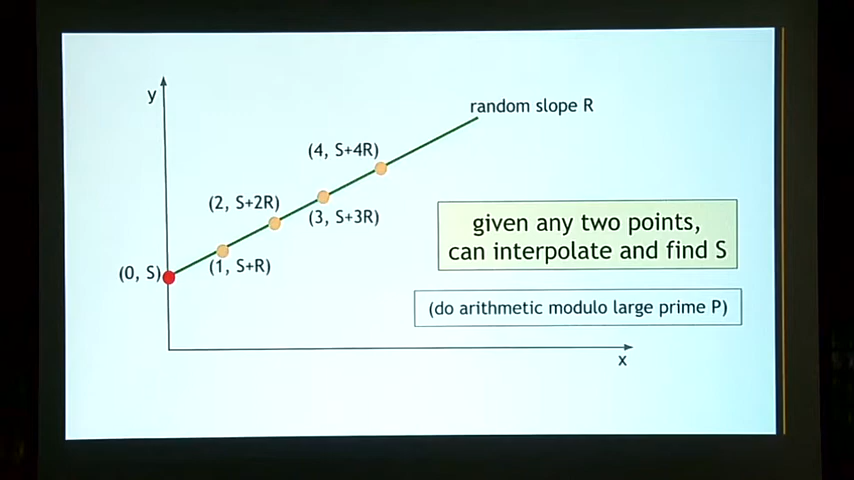 y
random slope R
(4, S+4R)
(2, S+2R)
(3, S+3R)
given any two points,
can interpolate and find S
(0, S)
(1, S+R)
(do arithmetic modulo large prime P)
x